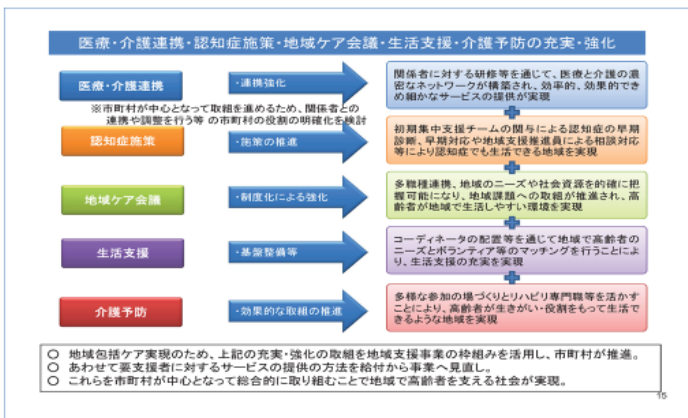 医療・介護連携・認知症施策・地域ケア会議・生活支援・介護予防の充実・強化
医療・介護連携
・連携強化
関係者に対する研修等を通じて、医療と介護の濃
密なネットワークが構築され、効率的、効果的でき
め細かなサービスの提供が実現
※市町村が中心となって取組を進めるため、関係者との
連携や調整を行う等 の市町村の役割の明確化を検討
認知症施策
・施策の推進
初期集中支援チームの関与による認知症の早期
診断、早期対応や地域支援推進員による相談対応
等により認知症でも生活できる地域を実現
地域ケア会議
・制度化による強化
多職種連携、地域のニーズや社会資源を的確に把
握可能になり、地域課題への取組が推進され、高
齢者が地域で生活しやすい環境を実現
生活支援
・基盤整備等
コーディネータの配置等を通じて地域で高齢者の
ニーズとボランティア等のマッチングを行うことによ
り、生活支援の充実を実現
介護予防
・効果的な取組の推進
多様な参加の場づくりとリハビリ専門職等を活かす
ことにより、高齢者が生きがい・役割をもって生活で
きるような地域を実現
○ 地域包括ケア実現のため、上記の充実・強化の取組を地域支援事業の枠組みを活用し、市町村が推進。
○ あわせて要支援者に対するサービスの提供の方法を給付から事業へ見直し。
○ これらを市町村が中心となって総合的に取り組むことで地域で高齢者を支える社会が実現。
15